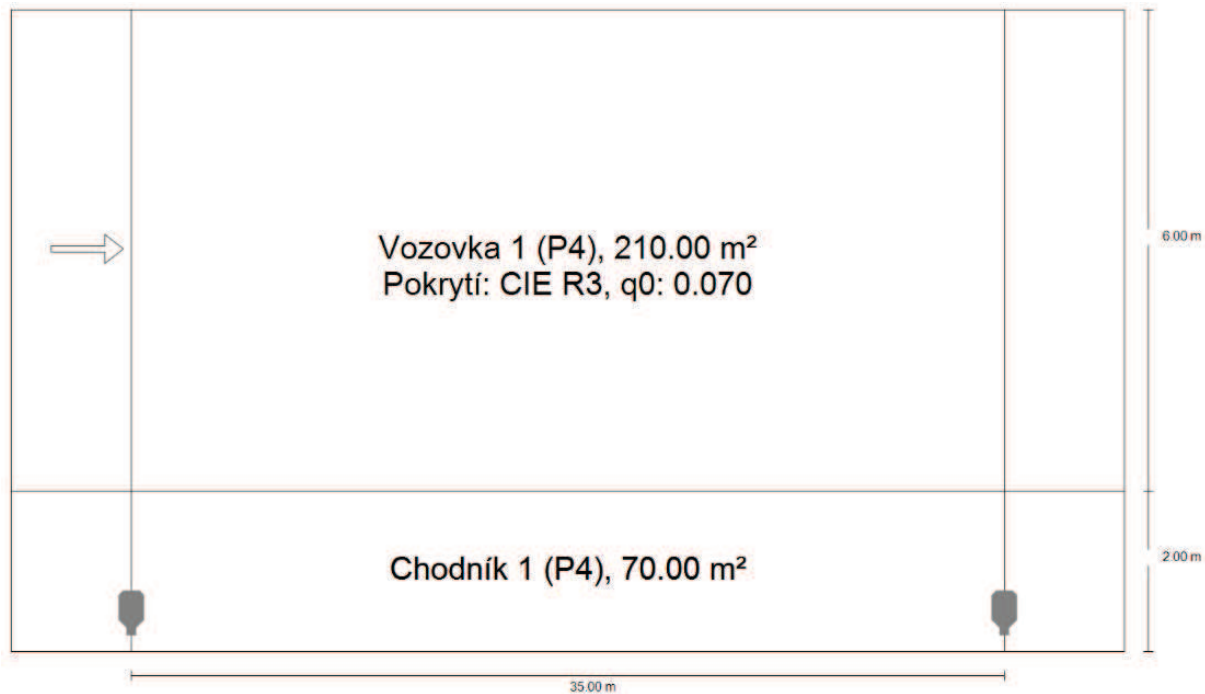 Vozovka 1 (P4), 210.00 m²
Pokrytí: CIE R3, q0: 0.070
6.00 m
Chodník 1 (P4), 70.00 m²
2.00 m
35.00 m